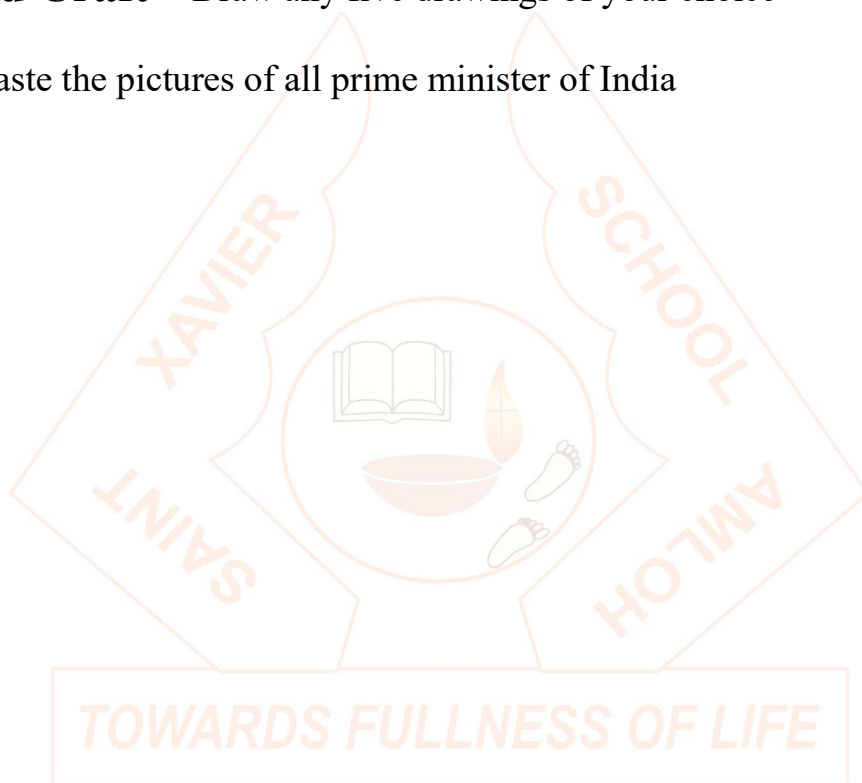 Draw any five drawings of your choice
aste the pictures of all prime minister of India
XAVIER
SCHOOL
SAINT
AMLOH
TOWARDS FULLNESS OF LIFE